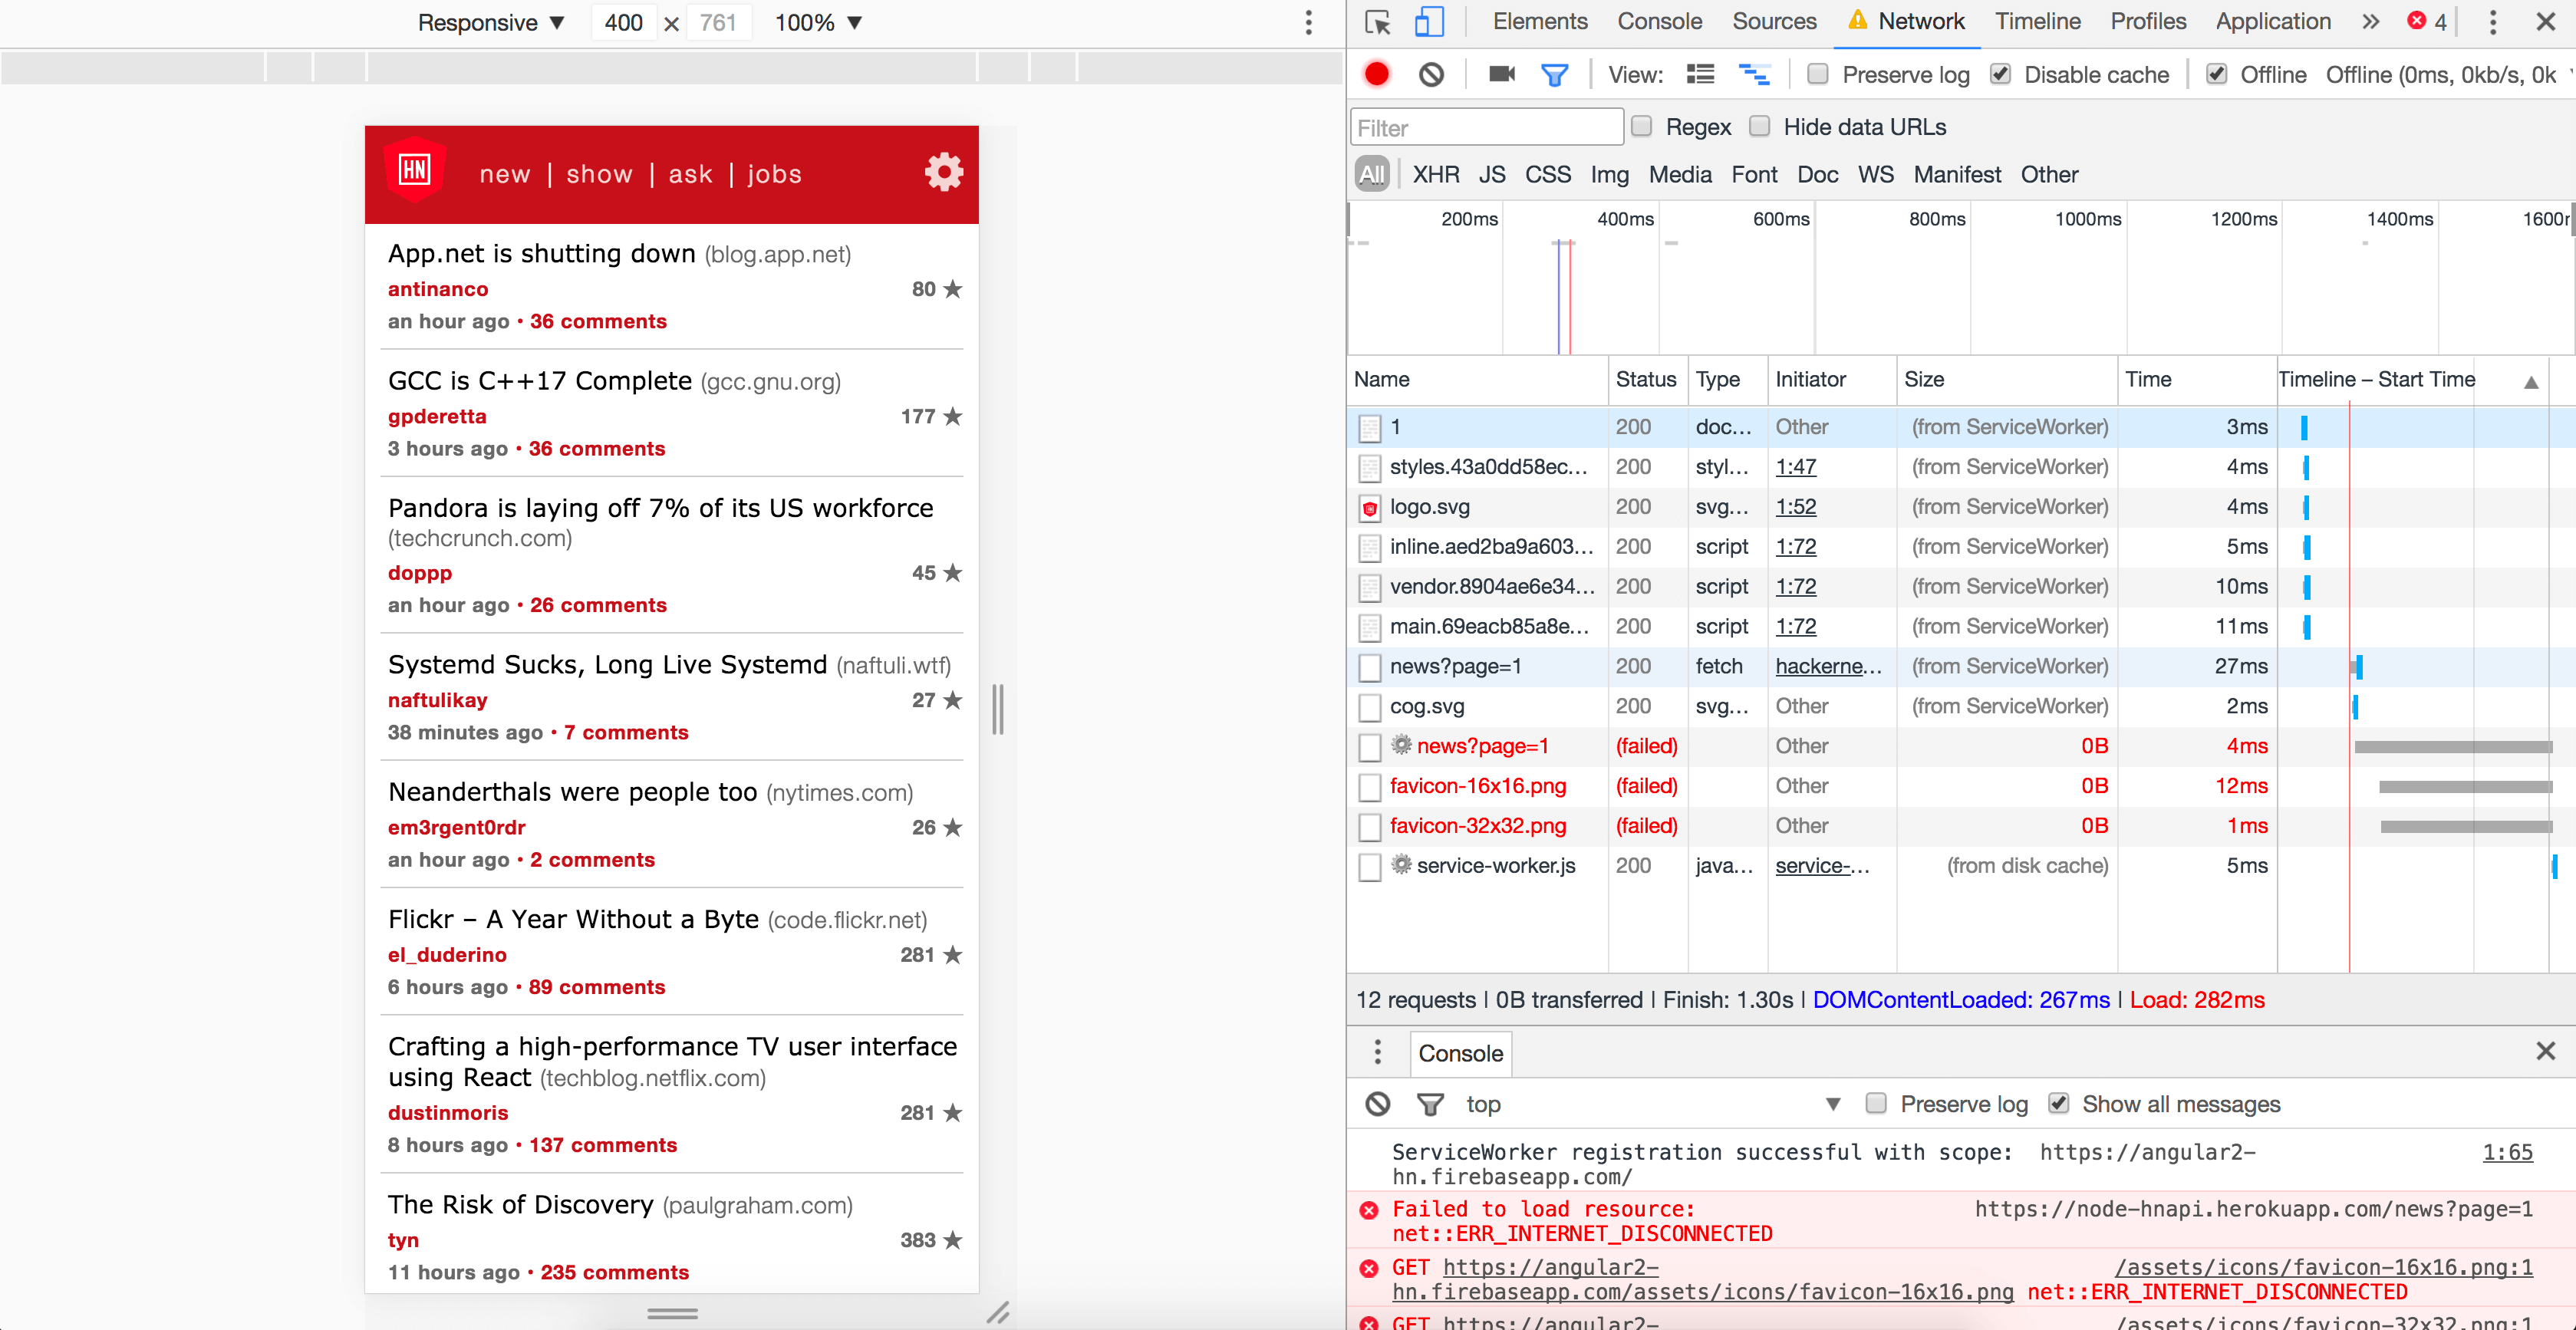 Responsive ▼ 400 × 761 100% ▼
HN new | show | ask | jobs
App.net is shutting down (blog.app.net)
antinanco 80 ★
an hour ago • 36 comments
GCC is C++17 Complete (gcc.gnu.org)
gpderetta 177 ★
3 hours ago • 36 comments
Pandora is laying off 7% of its US workforce
(techcrunch.com)
doppp 45 ★
an hour ago • 26 comments
Systemd Sucks, Long Live Systemd (naftuli.wtf)
naftulikay 27 ★
38 minutes ago • 7 comments
Neanderthals were people too (nytimes.com)
em3rgent0rdr 26 ★
an hour ago • 2 comments
Flickr – A Year Without a Byte (code.flickr.net)
el_duderino 281 ★
6 hours ago • 89 comments
Crafting a high-performance TV user interface
using React (techblog.netflix.com)
dustinmoris 281 ★
8 hours ago • 137 comments
The Risk of Discovery (paulgraham.com)
tyn 383 ★
11 hours ago • 235 comments
Elements Console Sources Network Timeline Profiles Application » 4
View: Preserve log Disable cache Offline Offline (0ms, 0kb/s, 0k
Filter Regex Hide data URLs
All XHR JS CSS Img Media Font Doc WS Manifest Other
200ms 400ms 600ms 800ms 1000ms 1200ms 1400ms 1600
Name Status Type Initiator Size Time Timeline – Start Time ▲
1 200 doc... Other (from ServiceWorker) 3ms
styles.43a0dd58ec... 200 styl... 1:47 (from ServiceWorker) 4ms
logo.svg 200 svg... 1:52 (from ServiceWorker) 4ms
inline.aed2ba9a603... 200 script 1:72 (from ServiceWorker) 5ms
vendor.8904ae6e34... 200 script 1:72 (from ServiceWorker) 10ms
main.69eacb85a8e... 200 script 1:72 (from ServiceWorker) 11ms
news?page=1 200 fetch hackerne... (from ServiceWorker) 27ms
cog.svg 200 svg... Other (from ServiceWorker) 2ms
news?page=1 (failed) Other 0B 4ms
favicon-16x16.png (failed) Other 0B 12ms
favicon-32x32.png (failed) Other 0B 1ms
service-worker.js 200 java... service-... (from disk cache) 5ms
12 requests | 0B transferred | Finish: 1.30s | DOMContentLoaded: 267ms | Load: 282ms
Console
top ▼ Preserve log Show all messages
ServiceWorker registration successful with scope: https://angular2- 1:65
hn.firebaseapp.com/
Failed to load resource: https://node-hnapi.herokuapp.com/news?page=1
net::ERR_INTERNET_DISCONNECTED
GET https://angular2- /assets/icons/favicon-16x16.png:1
hn.firebaseapp.com/assets/icons/favicon-16x16.png net::ERR_INTERNET_DISCONNECTED
GET https://angular2- /assets/icons/favicon-32x32.png:1